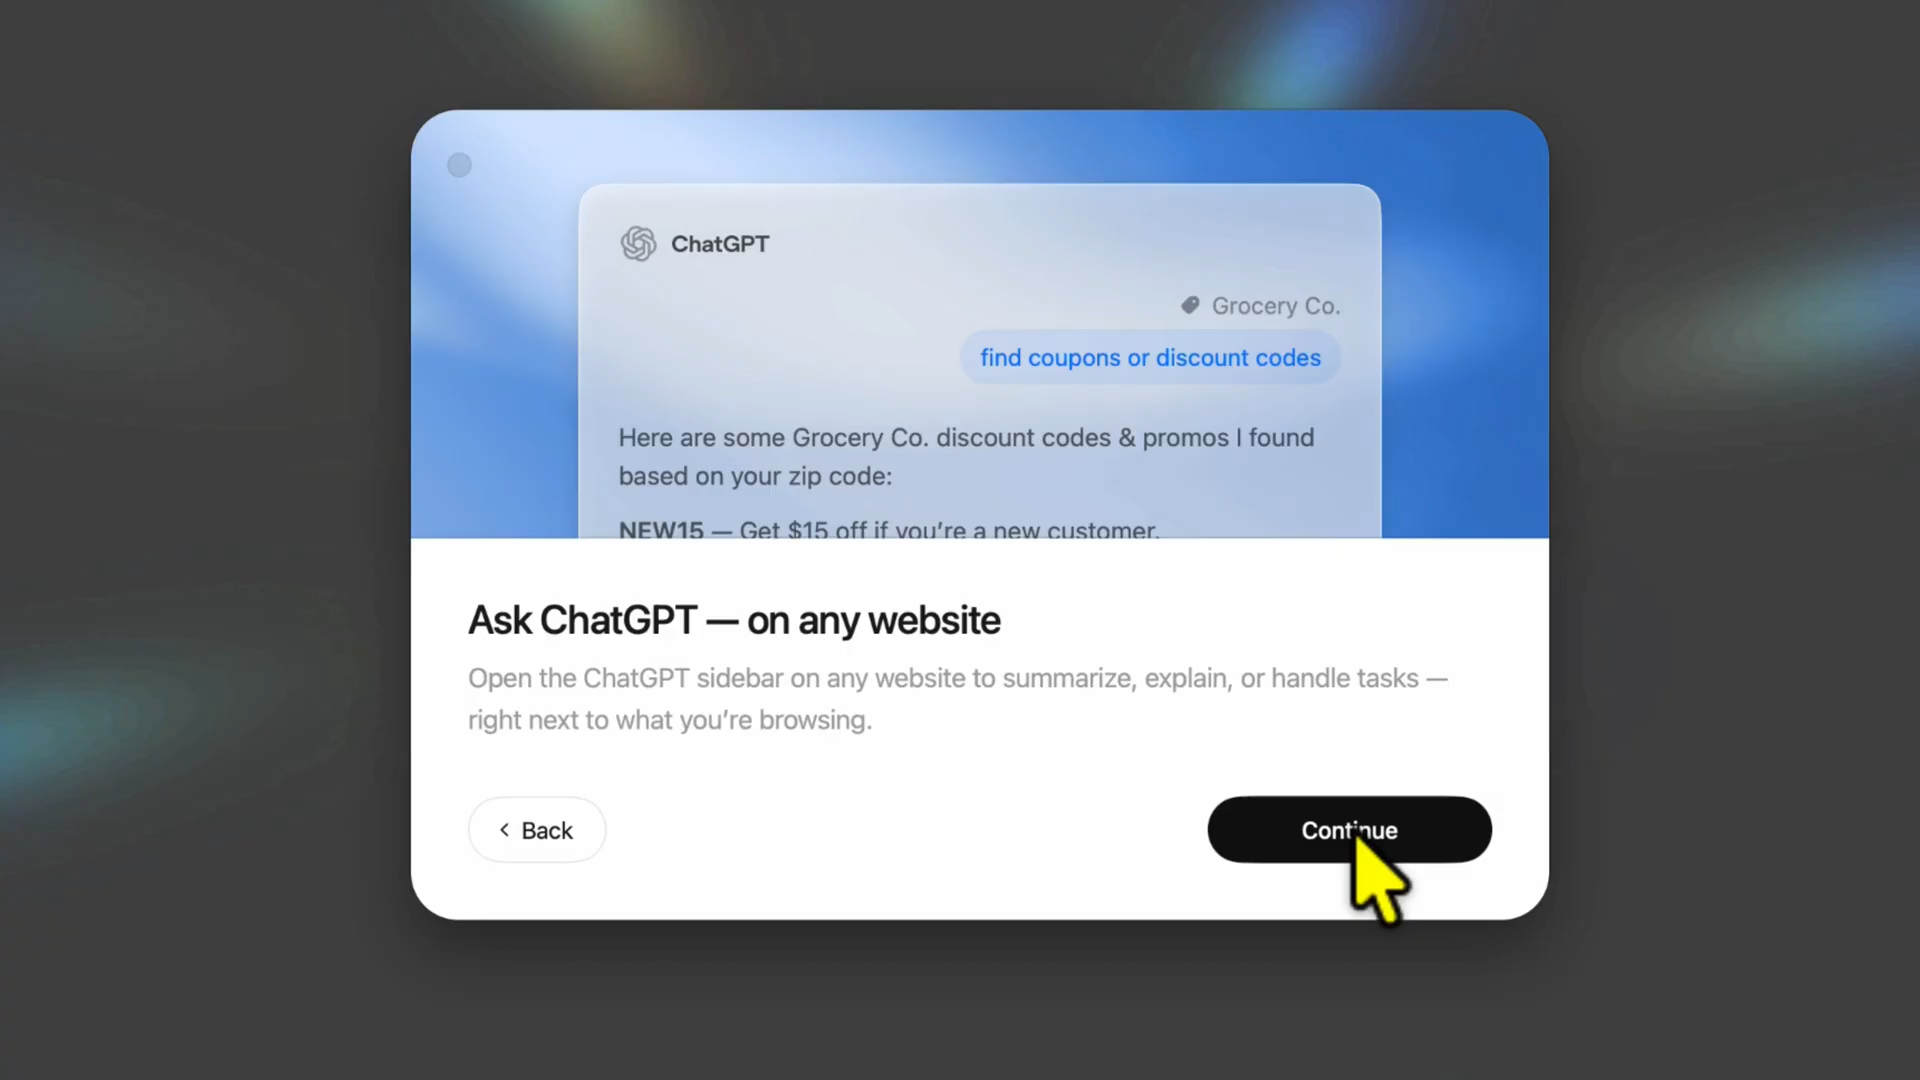 ChatGPT
Grocery Co.
find coupons or discount codes
Here are some Grocery Co. discount codes & promos I found
based on your zip code:
NEW15 — Get $15 off if you’re a new customer.
Ask ChatGPT — on any website
Open the ChatGPT sidebar on any website to summarize, explain, or handle tasks —
right next to what you’re browsing.
Back
Continue